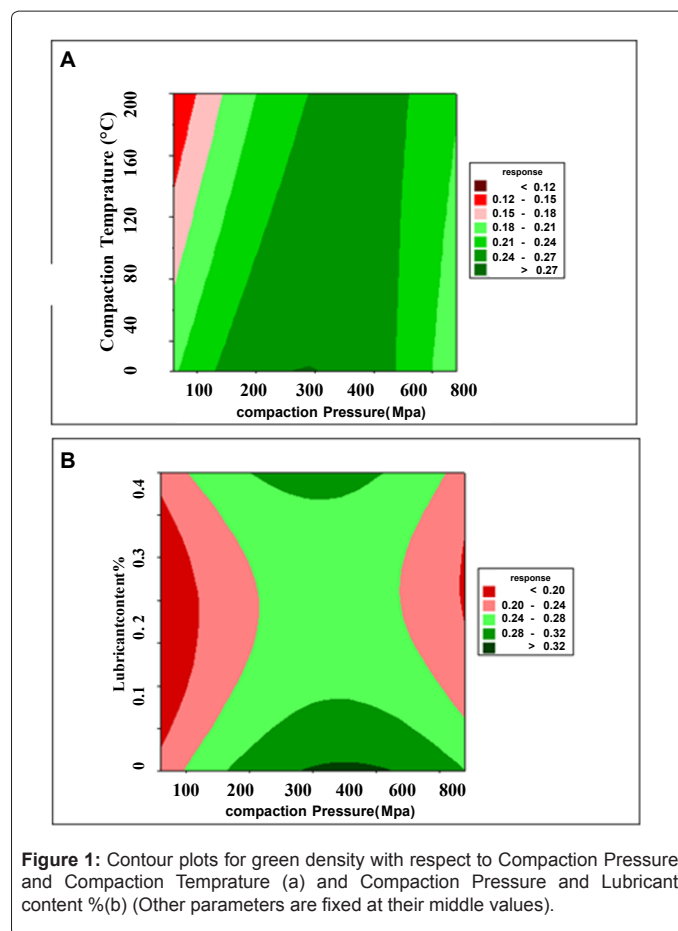 A
Compaction Temprature (°C)
200
160
120
80
40
0
100 200 300 400 600 800
compaction Pressure(Mpa)
response
< 0.12
0.12 - 0.15
0.15 - 0.18
0.18 - 0.21
0.21 - 0.24
0.24 - 0.27
> 0.27
B
Lubricantcontent%
0.4
0.3
0.2
0.1
0
100 200 300 400 600 800
compaction Pressure(Mpa)
response
< 0.20
0.20 - 0.24
0.24 - 0.28
0.28 - 0.32
> 0.32
Figure 1: Contour plots for green density with respect to Compaction Pressure
and Compaction Temprature (a) and Compaction Pressure and Lubricant
content %(b) (Other parameters are fixed at their middle values).